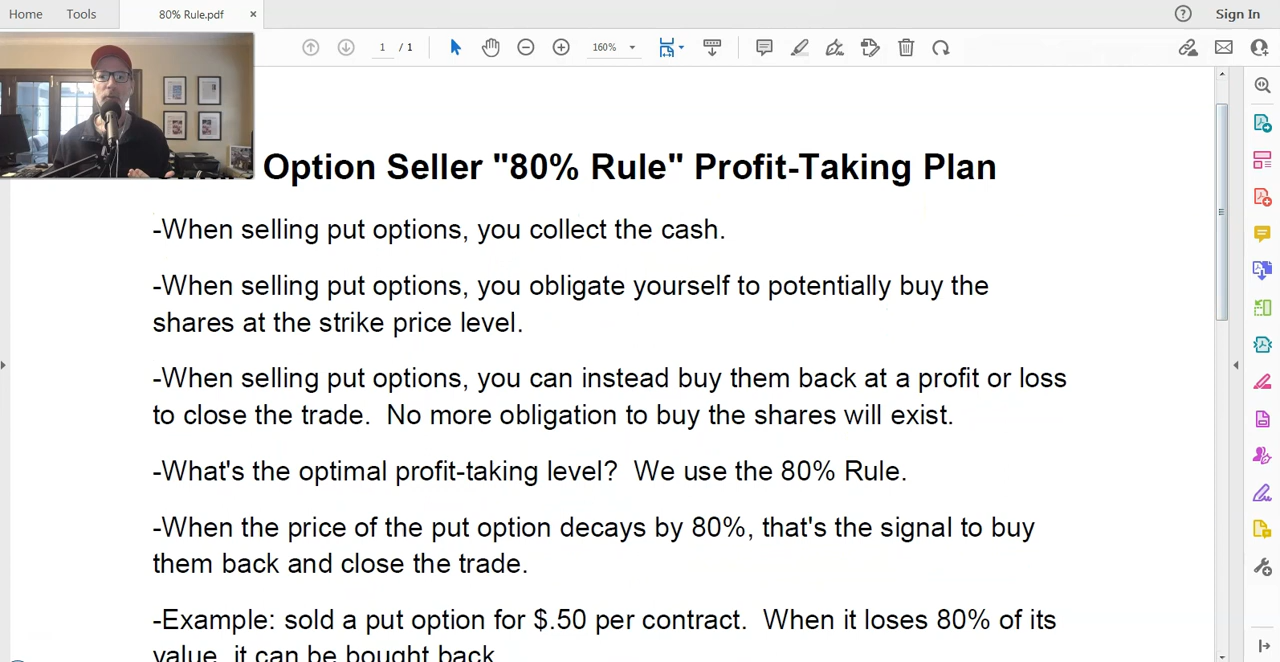 Home Tools 80% Rule.pdf × Sign In
1 / 1 160%
Option Seller "80% Rule" Profit-Taking Plan
-When selling put options, you collect the cash.
-When selling put options, you obligate yourself to potentially buy the
shares at the strike price level.
-When selling put options, you can instead buy them back at a profit or loss
to close the trade.  No more obligation to buy the shares will exist.
-What's the optimal profit-taking level?  We use the 80% Rule.
-When the price of the put option decays by 80%, that's the signal to buy
them back and close the trade.
-Example: sold a put option for $.50 per contract.  When it loses 80% of its
value, it can be bought back